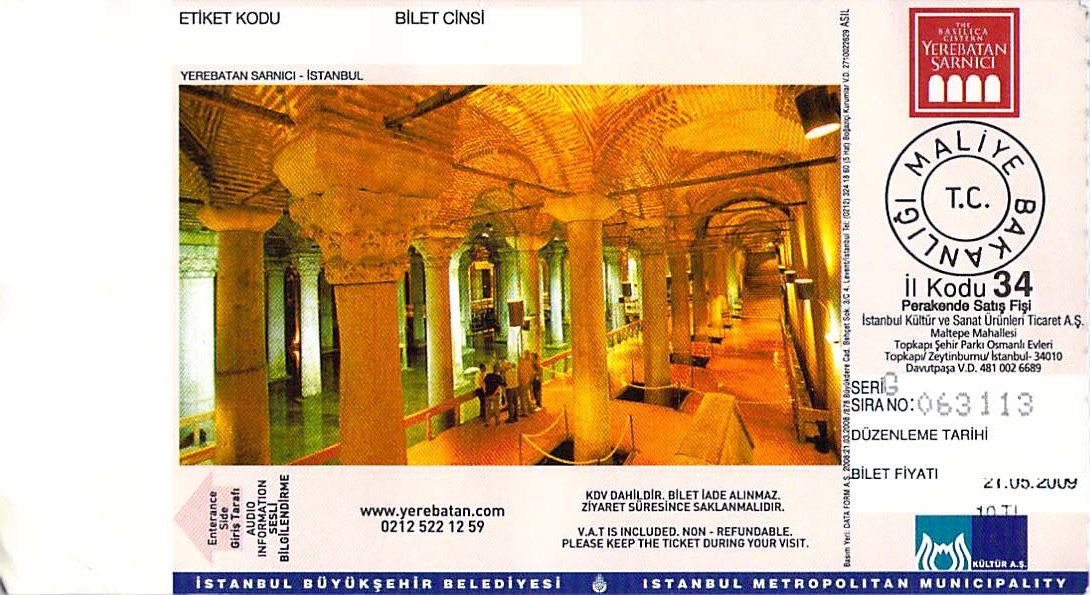 ETİKET KODU
BİLET CİNSİ
YEREBATAN SARNICI - İSTANBUL
THE
BASILICA
CISTERN
YEREBATAN
SARNICI
MALİYE BAKANLIĞI
T.C.
İl Kodu 34
Perakende Satış Fişi
İstanbul Kültür ve Sanat Ürünleri Ticaret A.Ş.
Maltepe Mahallesi
Topkapı Şehir Parkı Osmanlı Evleri
Topkapı/ Zeytinburnu/ İstanbul- 34010
Davutpaşa V.D. 481 002 6689
SERİ G
SIRA NO: 063113
DÜZENLEME TARİHİ
BİLET FİYATI
21.05.2009
10 TL
KÜLTÜR A.Ş.
Basım Yeri: DATA FORM A.Ş. 2008/21.03.2008 /878 Büyükdere Cad. Behçet Sok. 3/C 4. Levent/İstanbul Tel: (0212) 324 18 60 (5 Hat) Boğaziçi Kurumlar V.D. 2710022629 ASIL
Enterance
Side
Giriş Tarafı
AUDIO
INFORMATION
SESLİ
BİLGİLENDİRME
www.yerebatan.com
0212 522 12 59
KDV DAHİLDİR. BİLET İADE ALINMAZ.
ZİYARET SÜRESİNCE SAKLANMALIDIR.
V.A.T IS INCLUDED. NON - REFUNDABLE.
PLEASE KEEP THE TICKET DURING YOUR VISIT.
İSTANBUL BÜYÜKŞEHİR BELEDİYESİ
ISTANBUL METROPOLITAN MUNICIPALITY